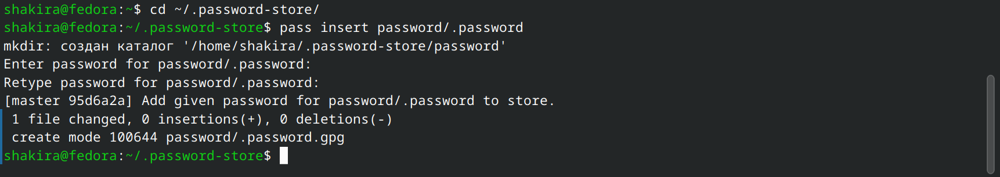 shakira@fedora:~$ cd ~/.password-store/
shakira@fedora:~/.password-store$ pass insert password/.password
mkdir: создан каталог '/home/shakira/.password-store/password'
Enter password for password/.password:
Retype password for password/.password:
[master 95d6a2a] Add given password for password/.password to store.
 1 file changed, 0 insertions(+), 0 deletions(-)
 create mode 100644 password/.password.gpg
shakira@fedora:~/.password-store$